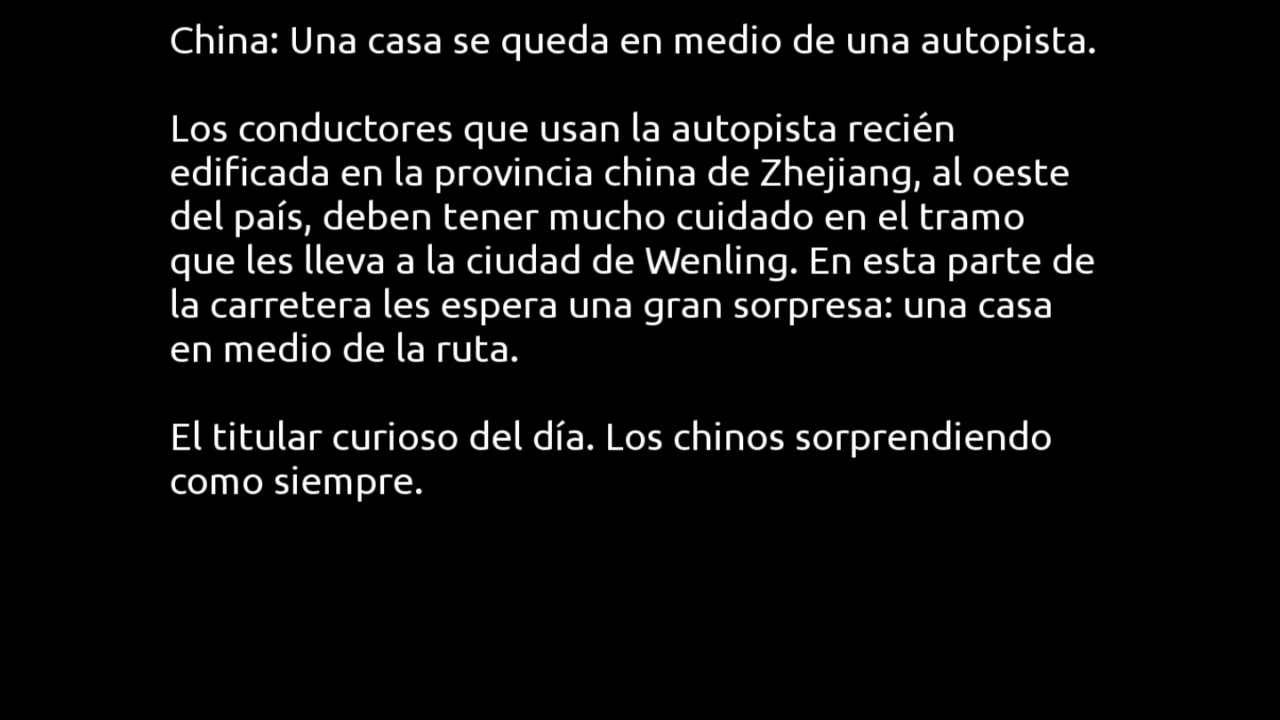 China: Una casa se queda en medio de una autopista.
Los conductores que usan la autopista recién
edificada en la provincia china de Zhejiang, al oeste
del país, deben tener mucho cuidado en el tramo
que les lleva a la ciudad de Wenling. En esta parte de
la carretera les espera una gran sorpresa: una casa
en medio de la ruta.
El titular curioso del día. Los chinos sorprendiendo
como siempre.